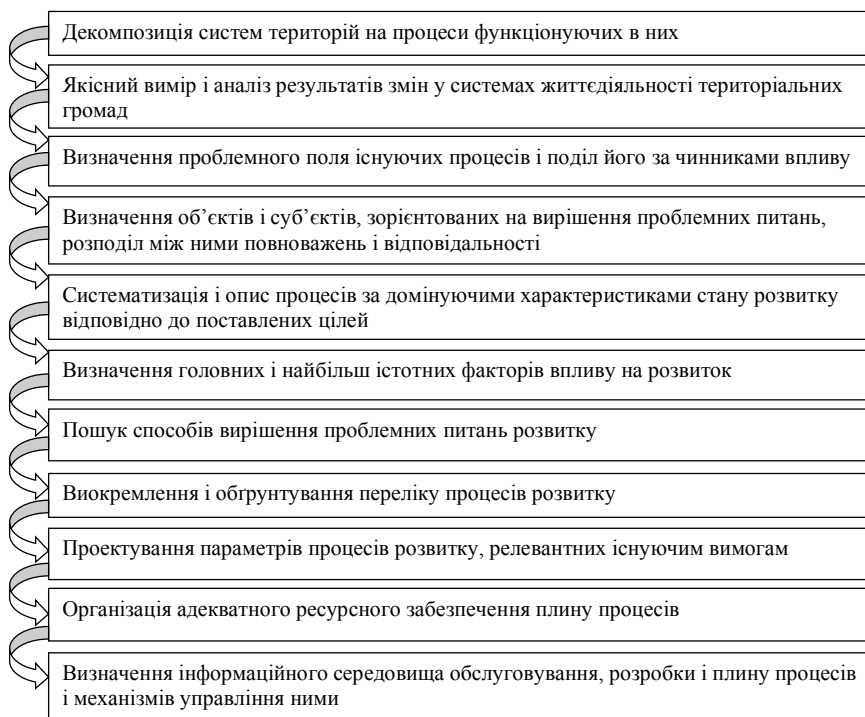 Декомпозиція систем територій на процеси функціонуючих в них
Якісний вимір і аналіз результатів змін у системах життєдіяльності територіальних
громад
Визначення проблемного поля існуючих процесів і поділ його за чинниками впливу
Визначення об’єктів і суб’єктів, зорієнтованих на вирішення проблемних питань,
розподіл між ними повноважень і відповідальності
Систематизація і опис процесів за домінуючими характеристиками стану розвитку
відповідно до поставлених цілей
Визначення головних і найбільш істотних факторів впливу на розвиток
Пошук способів вирішення проблемних питань розвитку
Виокремлення і обґрунтування переліку процесів розвитку
Проектування параметрів процесів розвитку, релевантних існуючим вимогам
Організація адекватного ресурсного забезпечення плину процесів
Визначення інформаційного середовища обслуговування, розробки і плину процесів
і механізмів управління ними